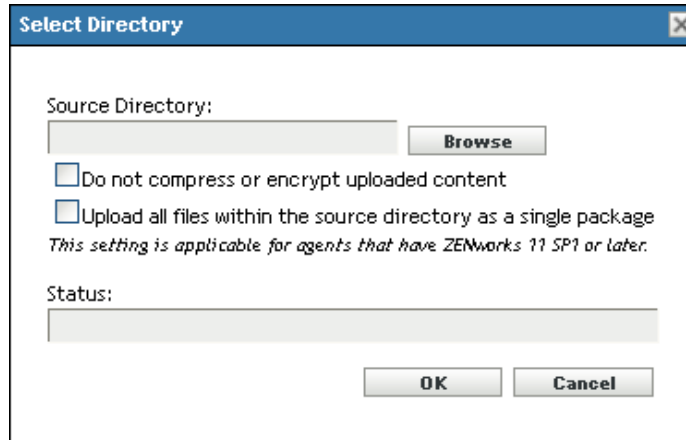 Select Directory
Source Directory:
Browse
Do not compress or encrypt uploaded content
Upload all files within the source directory as a single package
This setting is applicable for agents that have ZENworks 11 SP1 or later.
Status:
OK Cancel